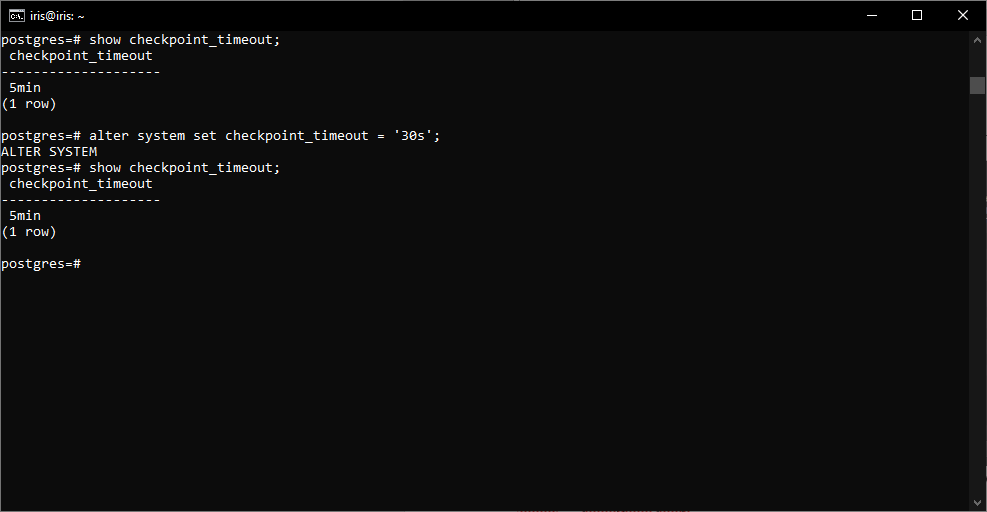 iris@iris: ~
postgres=# show checkpoint_timeout;
 checkpoint_timeout
--------------------
 5min
(1 row)

postgres=# alter system set checkpoint_timeout = '30s';
ALTER SYSTEM
postgres=# show checkpoint_timeout;
 checkpoint_timeout
--------------------
 5min
(1 row)

postgres=#